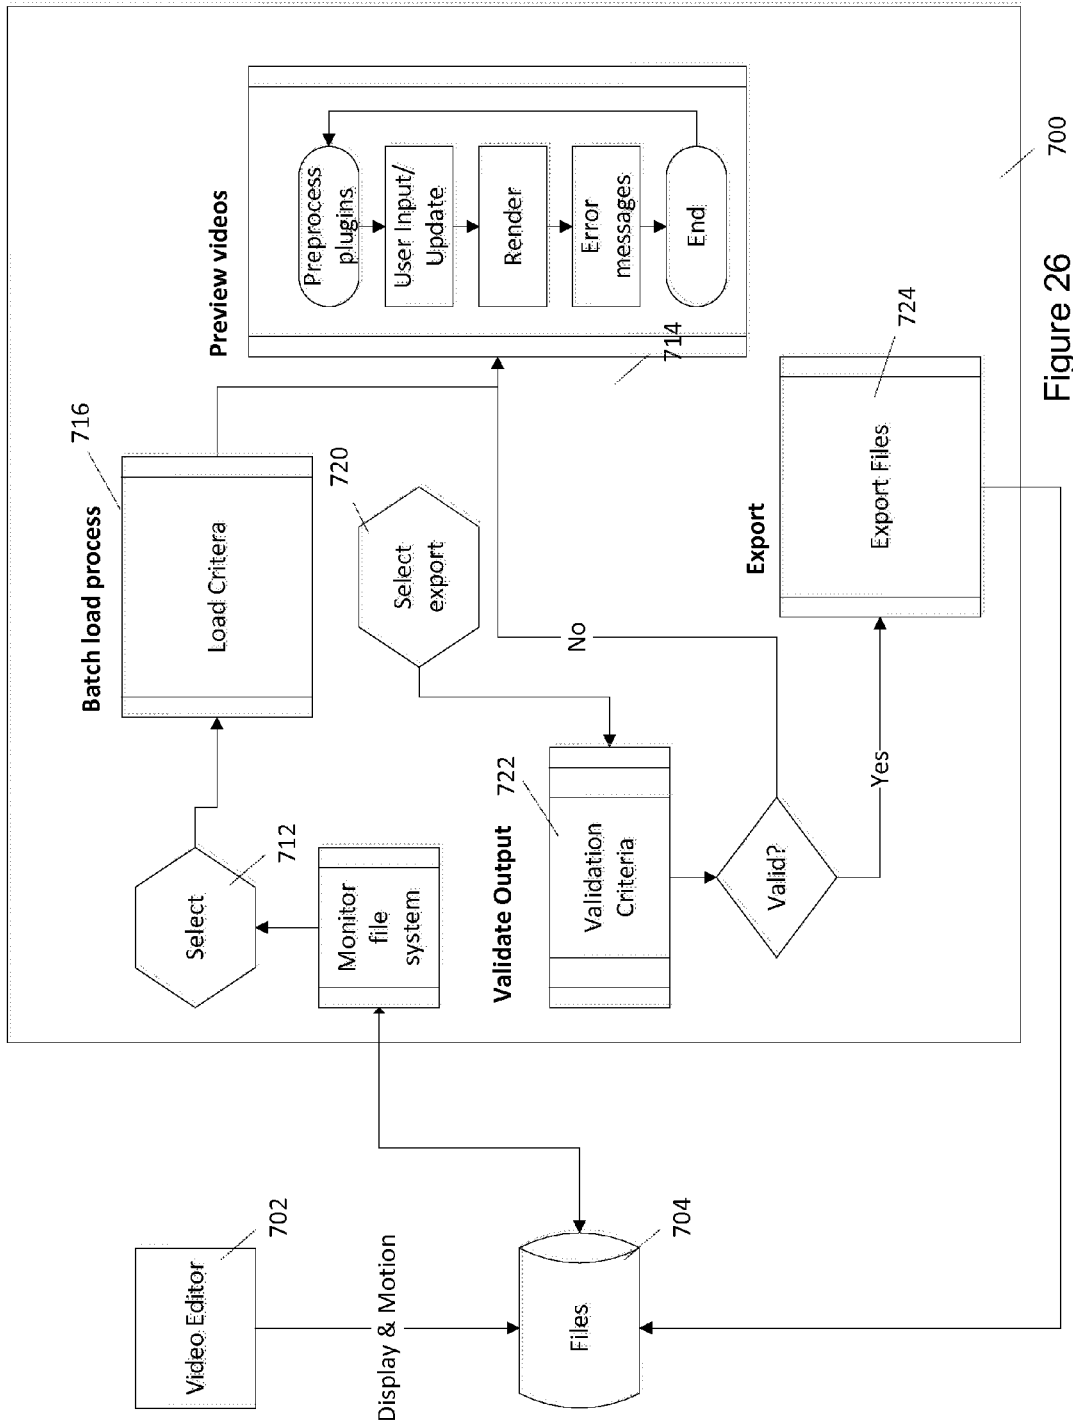 Video Editor
702
Display & Motion
Files
704
Select
712
Monitor
file
system
Batch load process
716
Load Critera
Select
export
720
Validate Output
722
Validation
Criteria
Valid?
No
Yes
Preview videos
Preprocess
plugins
User Input/
Update
Render
Error
messages
End
714
Export
Export Files
724
700
Figure 26